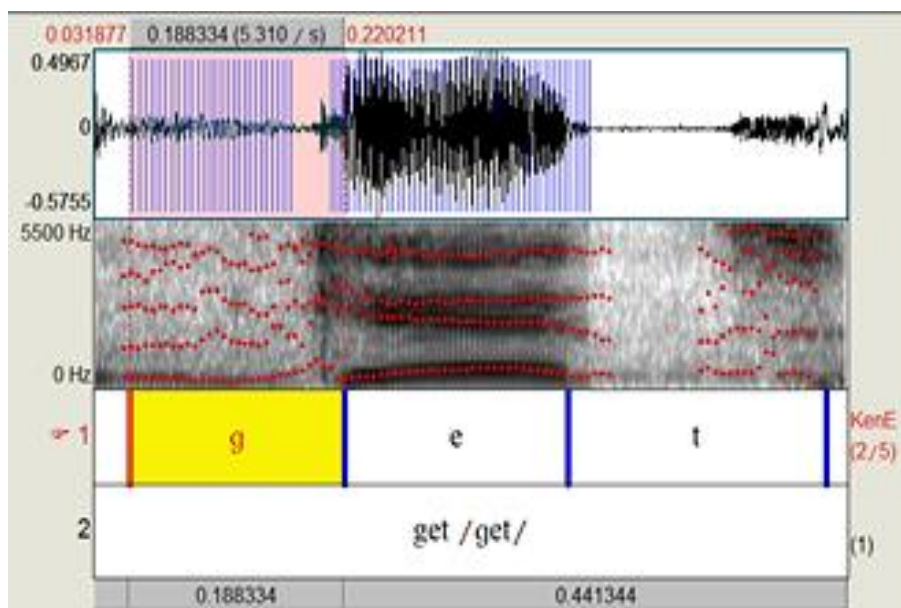 0.031877 0.188334 (5.310 / s) 0.220211
0.4967
0
-0.5755
5500 Hz
0 Hz
1 g e t KenE (2/5)
2 get /get/ (1)
0.188334 0.441344